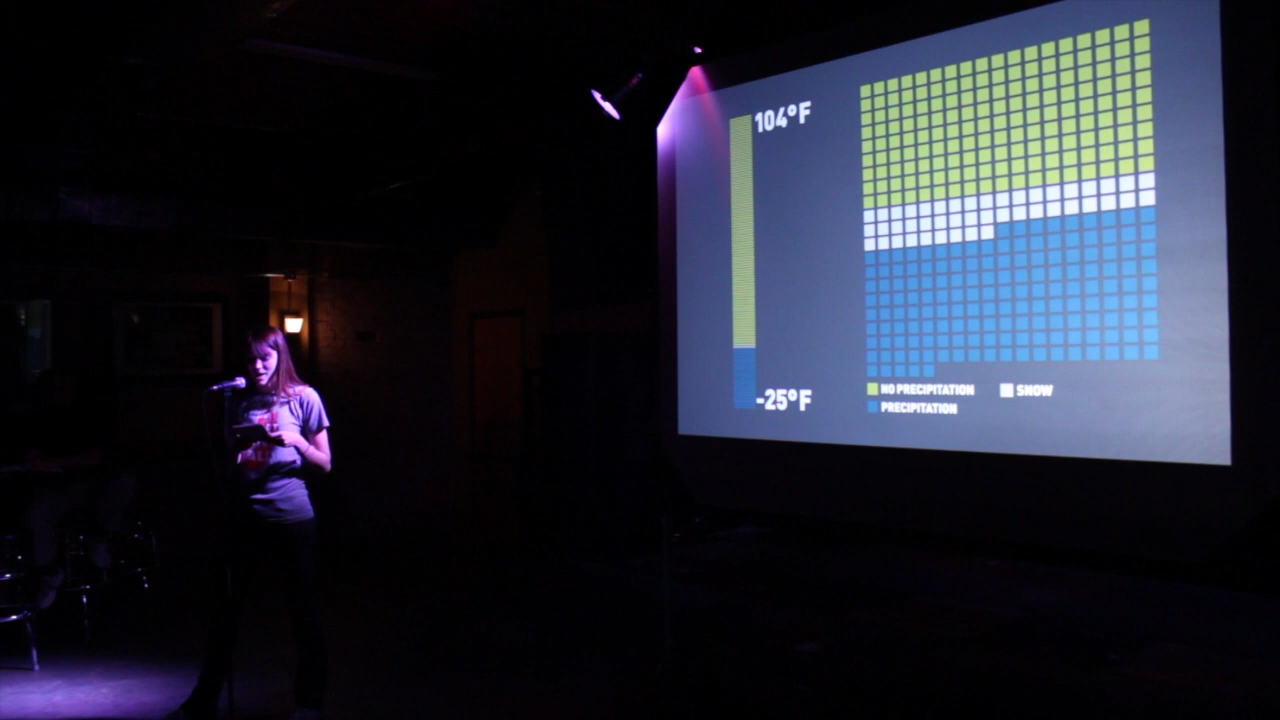 104°F
-25°F
NO PRECIPITATION
SNOW
PRECIPITATION